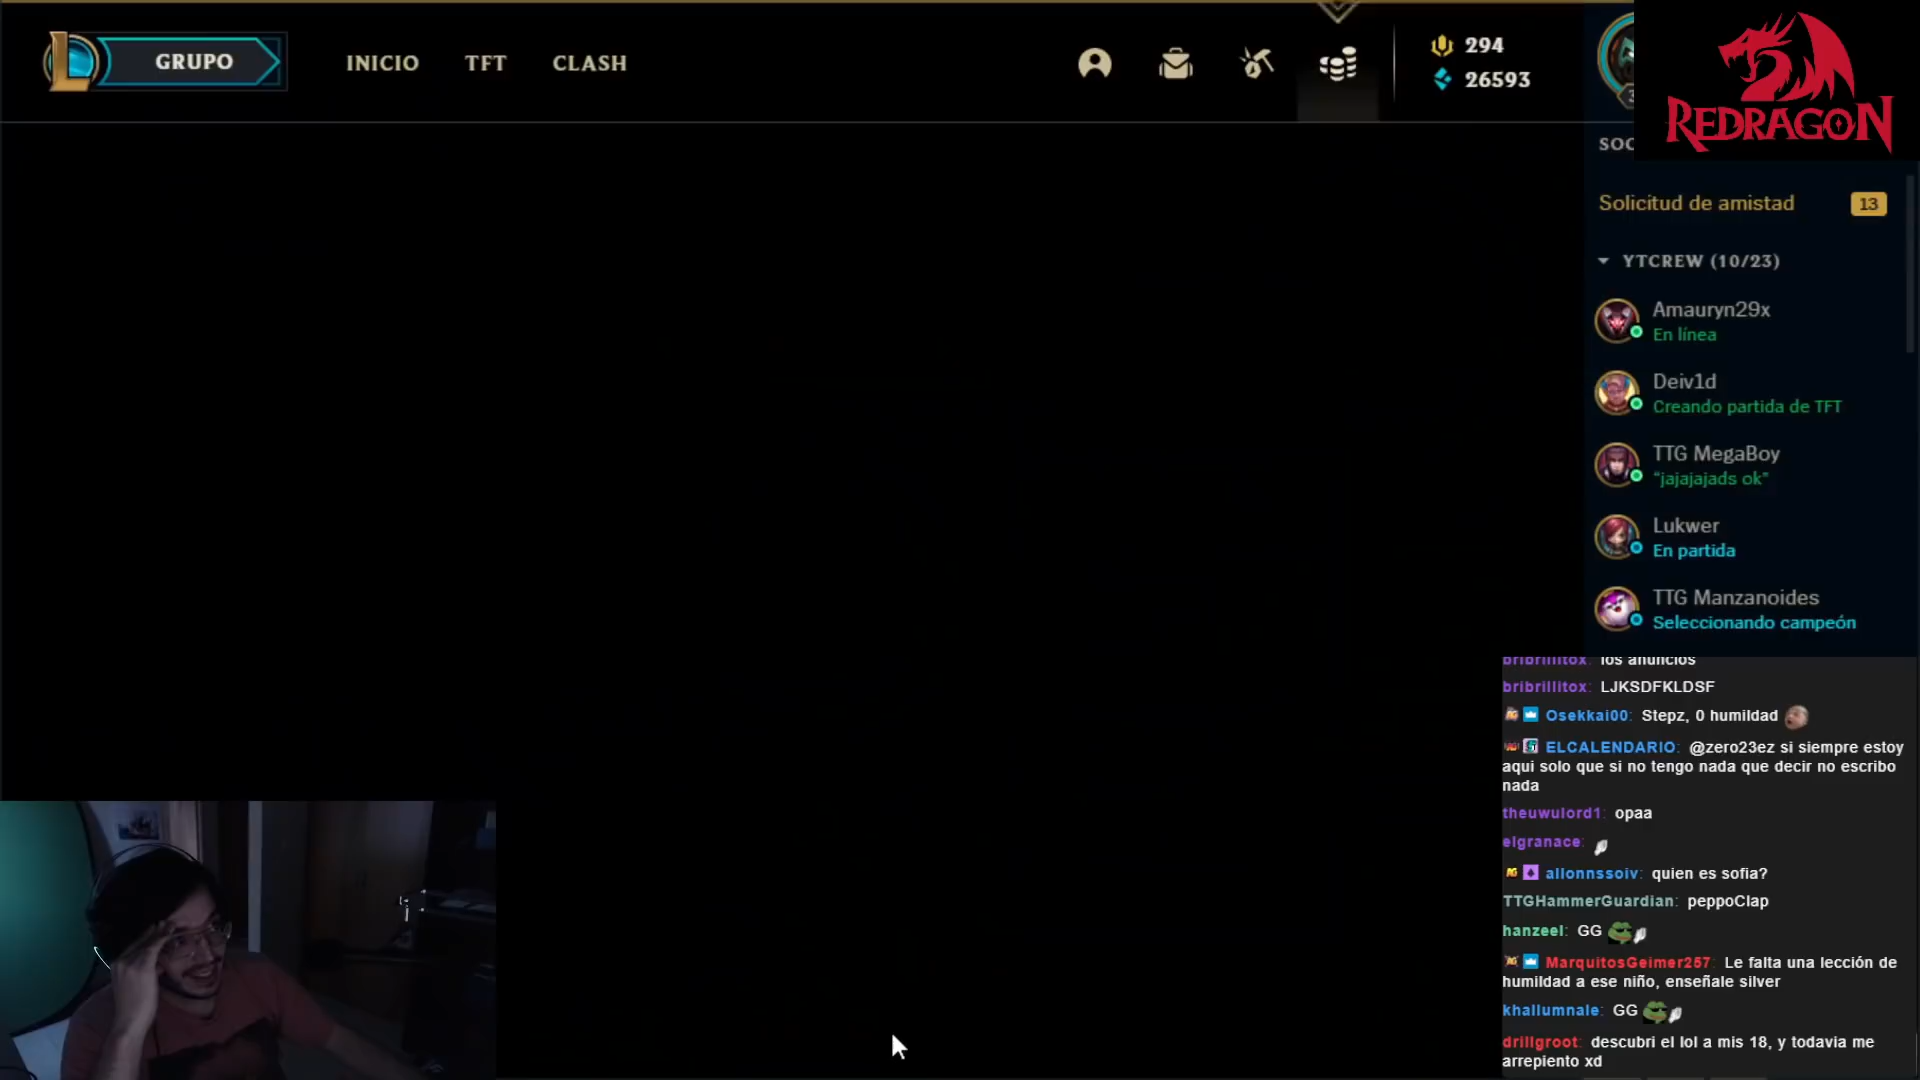 GRUPO
INICIO
TFT
CLASH
294
26593
REDRAGON
Solicitud de amistad
13
YTCREW (10/23)
Amauryn29x
En línea
Deiv1d
Creando partida de TFT
TTG MegaBoy
"jajajajads ok"
Lukwer
En partida
TTG Manzanoides
Seleccionando campeón
bribrillitox: los anuncios
bribrillitox: LJKSDFKLDSF
Osekkai00: Stepz, 0 humildad
ELCALENDARIO: @zero23ez si siempre estoy
aqui solo que si no tengo nada que decir no escribo
nada
theuwulord1: opaa
elgranace:
allonnssoiv: quien es sofia?
TTGHammerGuardian: peppoClap
hanzeel: GG
MarquitosGeimer257: Le falta una lección de
humildad a ese niño, enseñale silver
khallumnale: GG
drillgroot: descubri el lol a mis 18, y todavia me
arrepiento xd